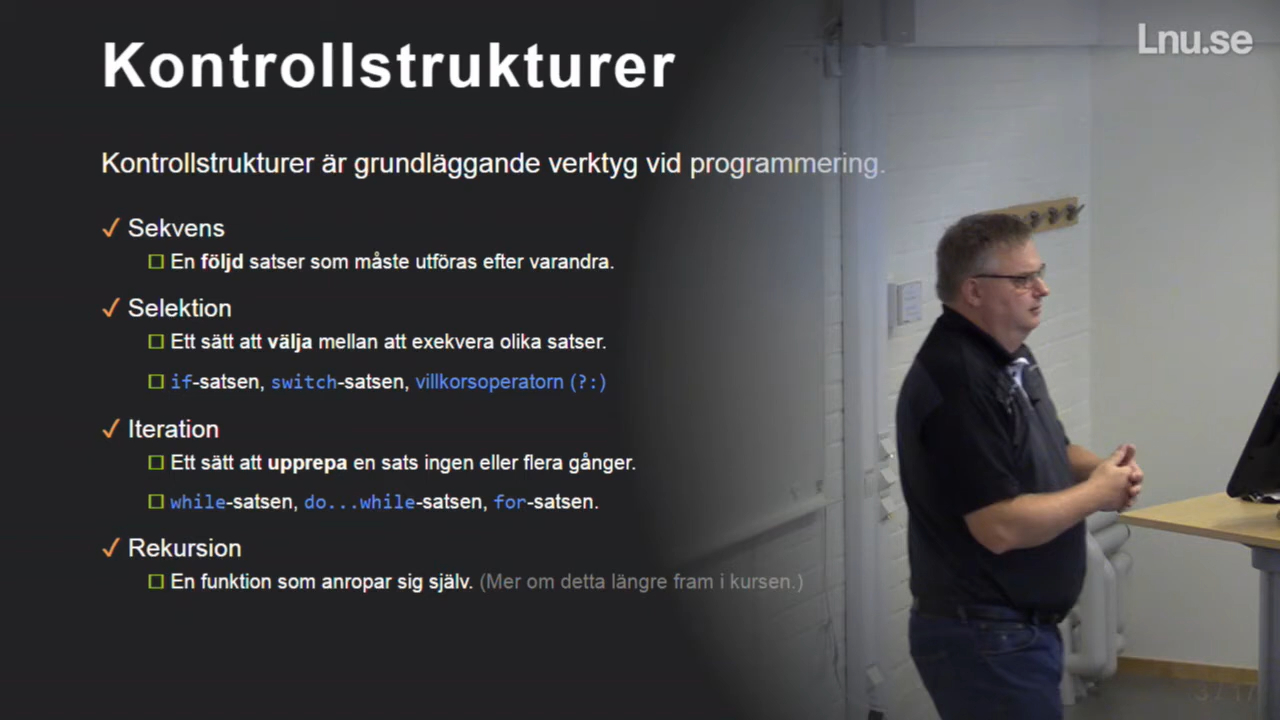 Kontrollstrukturer
Lnu.se
Kontrollstrukturer är grundläggande verktyg vid programmering.
Sekvens
En följd satser som måste utföras efter varandra.
Selektion
Ett sätt att välja mellan att exekvera olika satser.
if-satsen, switch-satsen, villkorsoperatorn (?:)
Iteration
Ett sätt att upprepa en sats ingen eller flera gånger.
while-satsen, do...while-satsen, for-satsen.
Rekursion
En funktion som anropar sig själv. (Mer om detta längre fram i kursen.)
3 / 17